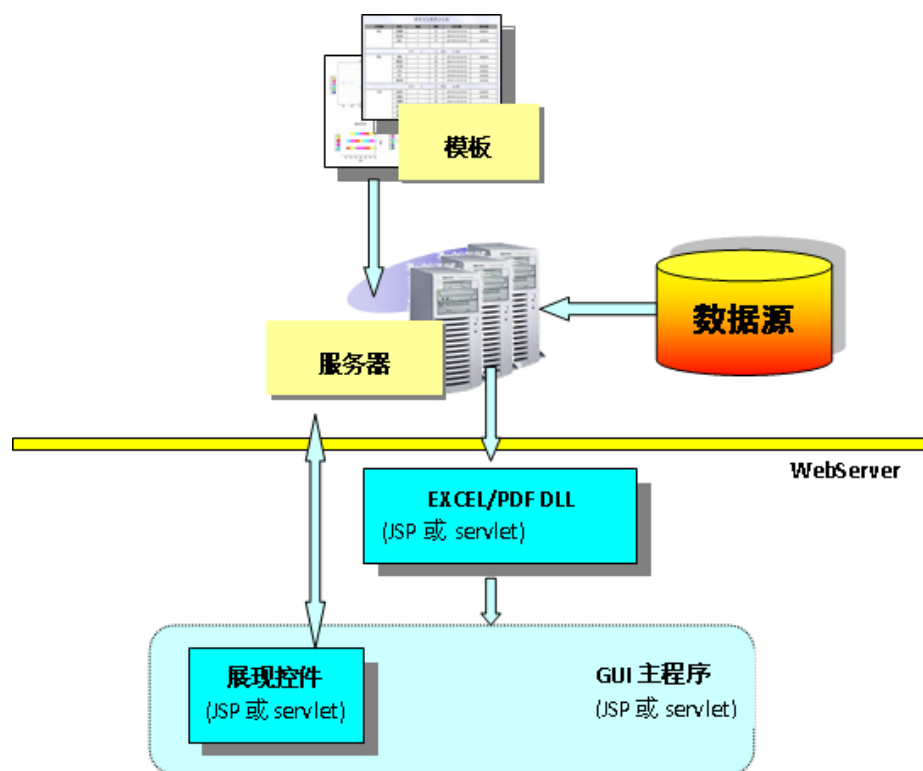 模板
数据源
服务器
WebServer
EXCEL/PDF DLL
(JSP 或 servlet)
展现控件
(JSP 或 servlet)
GUI 主程序
(JSP 或 servlet)